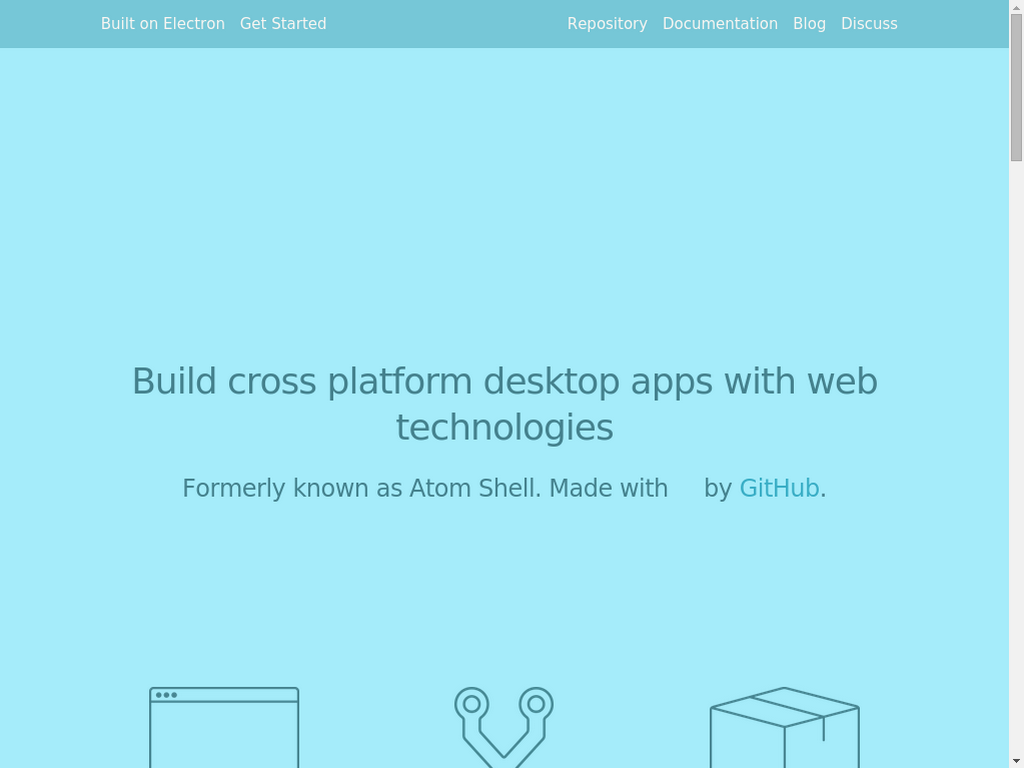 Built on Electron Get Started Repository Documentation Blog Discuss
Build cross platform desktop apps with web
technologies
Formerly known as Atom Shell. Made with by GitHub.